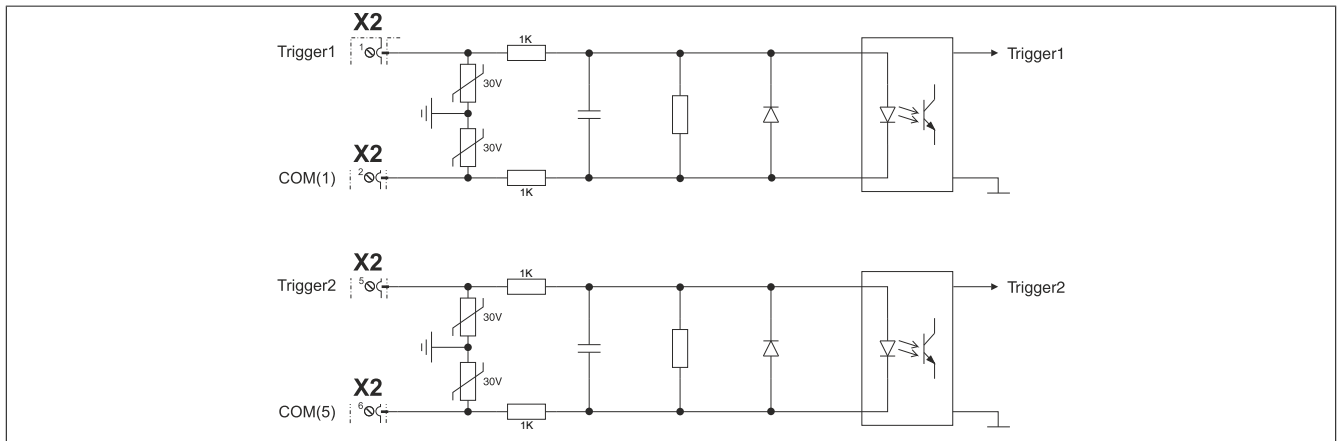 X2
1K
Trigger1 1 Trigger1
30V
30V
X2
COM(1) 2
1K
X2
1K
Trigger2 5 Trigger2
30V
30V
X2
COM(5) 6
1K